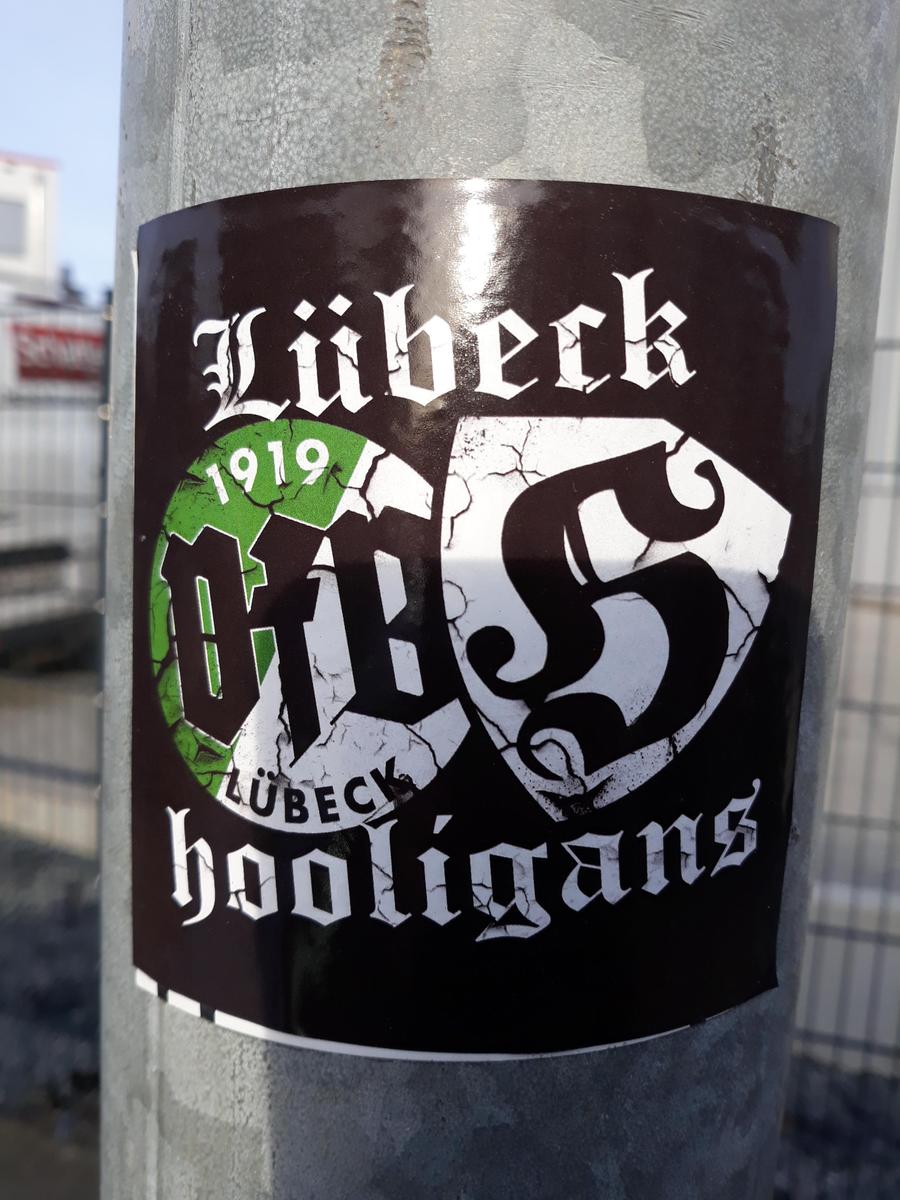 Lübeck
1919
VfB
S
LÜBECK
hooligans